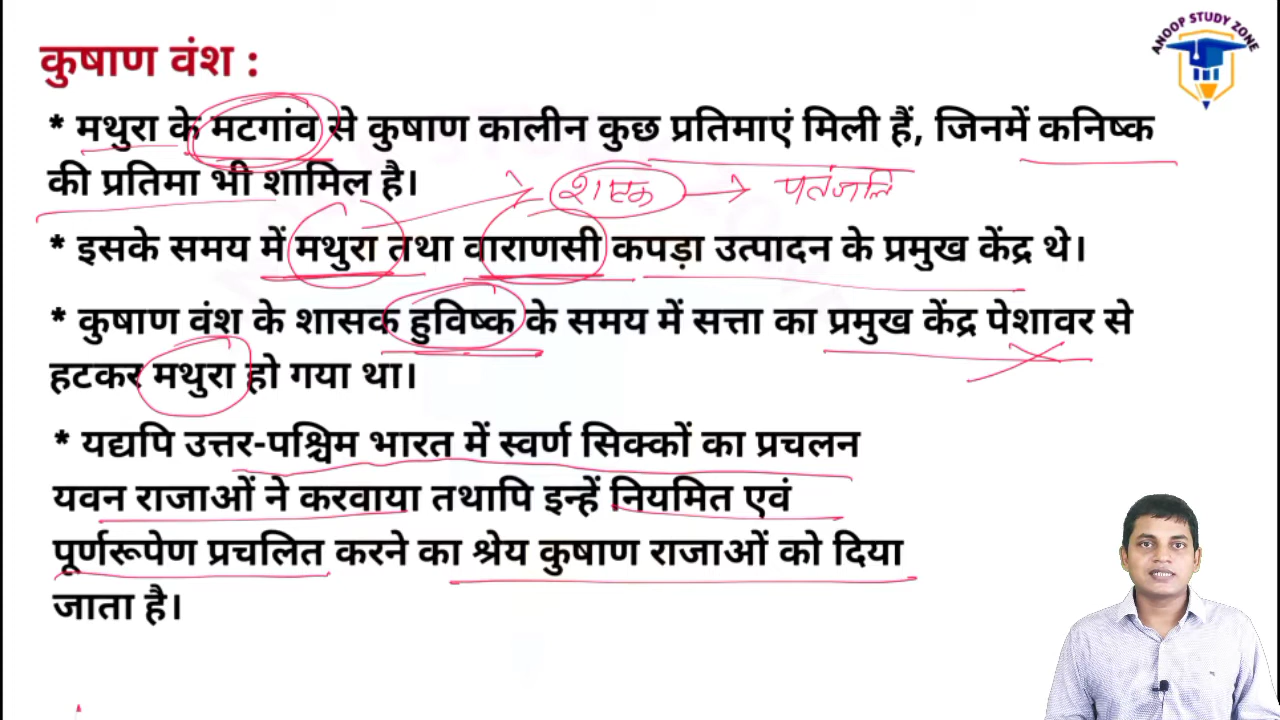 ANOOP STUDY ZONE
कुषाण वंश :
* मथुरा के मटगांव से कुषाण कालीन कुछ प्रतिमाएं मिली हैं, जिनमें कनिष्क
की प्रतिमा भी शामिल है।
पतंजलि
* इसके समय में मथुरा तथा वाराणसी कपड़ा उत्पादन के प्रमुख केंद्र थे।
* कुषाण वंश के शासक हुविष्क के समय में सत्ता का प्रमुख केंद्र पेशावर से
हटकर मथुरा हो गया था।
* यद्यपि उत्तर-पश्चिम भारत में स्वर्ण सिक्कों का प्रचलन
यवन राजाओं ने करवाया तथापि इन्हें नियमित एवं
पूर्णरूपेण प्रचलित करने का श्रेय कुषाण राजाओं को दिया
जाता है।